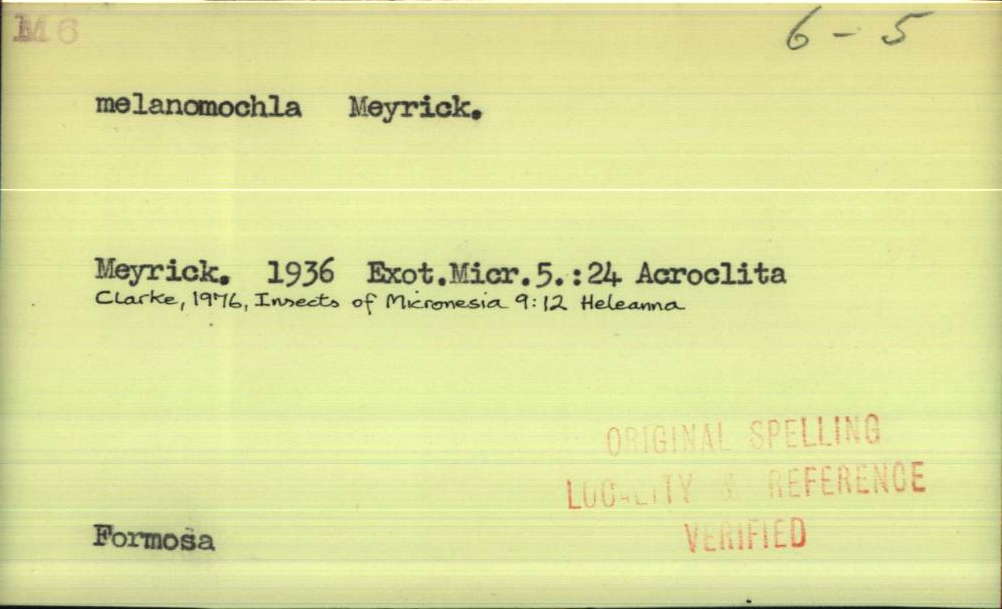 M6
6 - 5
melanomochla Meyrick.
Meyrick. 1936 Exot.Micr.5.:24 Acroclita
Clarke, 1976, Insects of Micronesia 9:12 Heleanna
ORIGINAL SPELLING
LOCALITY & REFERENCE
VERIFIED
Formosa